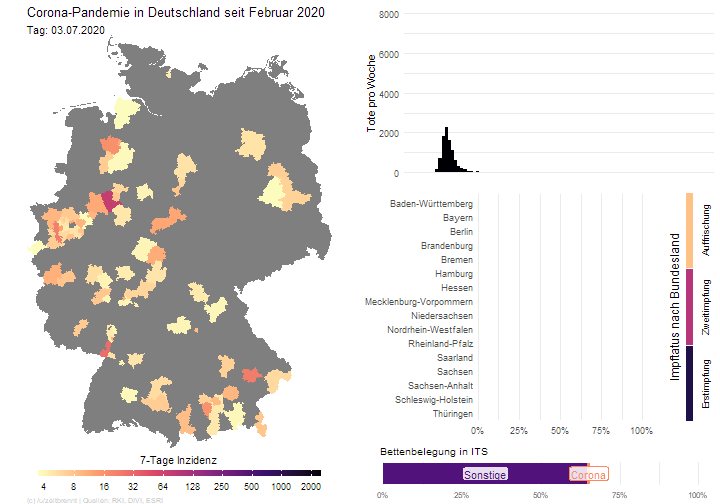 Corona-Pandemie in Deutschland seit Februar 2020
Tag: 03.07.2020
7-Tage Inzidenz
4 8 16 32 64 128 256 500 1000 2000
(c) /u/zeitbrennt | Quellen: RKI, DIVI, ESRI
Tote pro Woche
8000
6000
4000
2000
0
Baden-Württemberg
Bayern
Berlin
Brandenburg
Bremen
Hamburg
Hessen
Mecklenburg-Vorpommern
Niedersachsen
Nordrhein-Westfalen
Rheinland-Pfalz
Saarland
Sachsen
Sachsen-Anhalt
Schleswig-Holstein
Thüringen
0% 25% 50% 75% 100%
Impfstatus nach Bundesland
Auffrischung
Zweitimpfung
Erstimpfung
Bettenbelegung in ITS
Sonstige Corona
0% 25% 50% 75% 100%